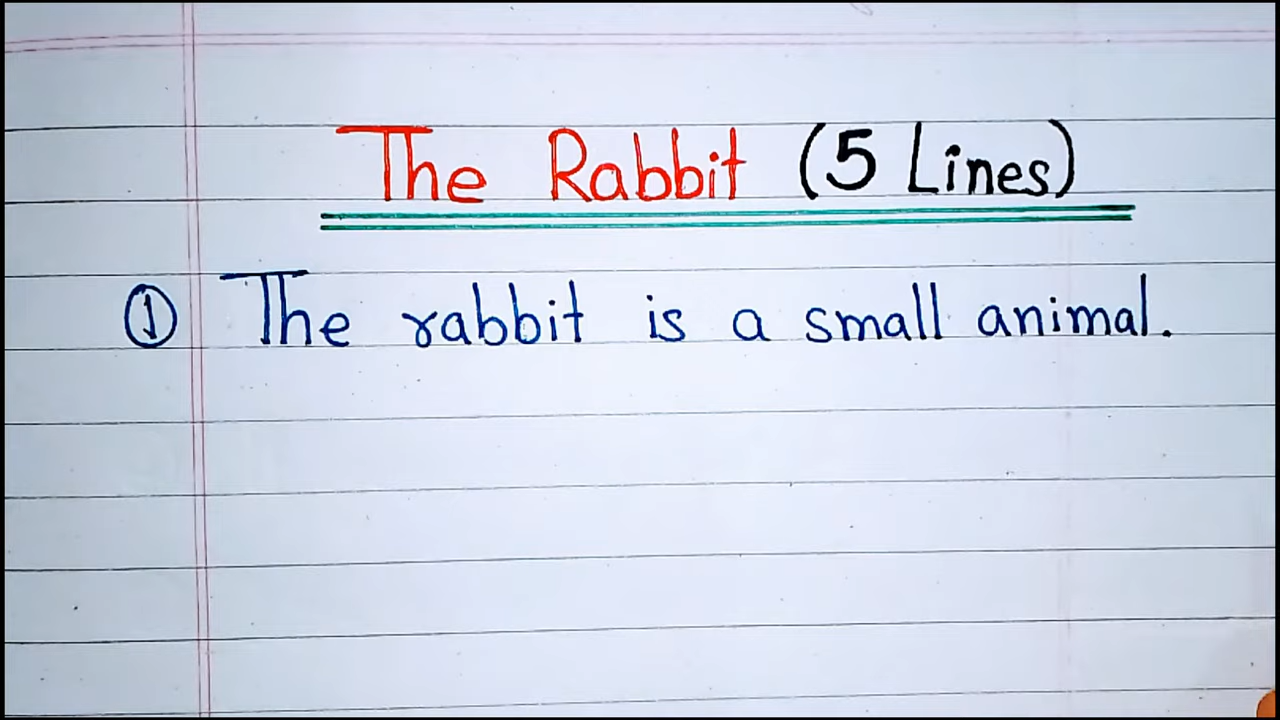 The Rabbit (5 Lines)
① The rabbit is a small animal.